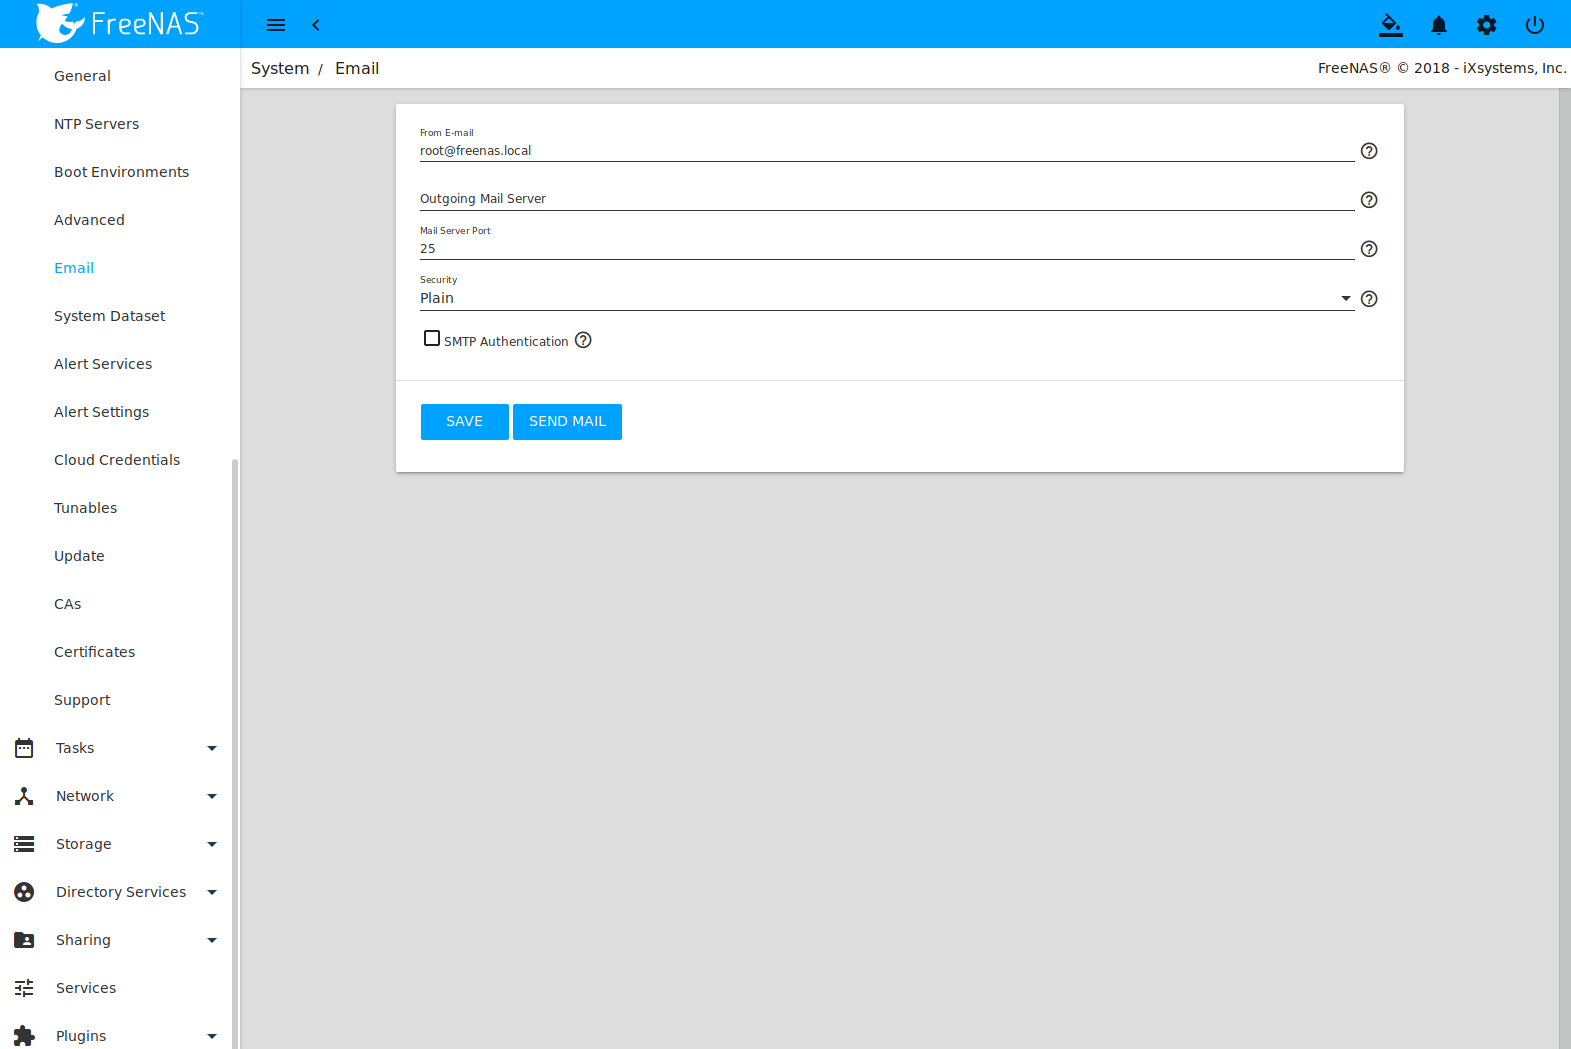 FreeNAS™
System / Email
FreeNAS® © 2018 - iXsystems, Inc.
General
NTP Servers
Boot Environments
Advanced
Email
System Dataset
Alert Services
Alert Settings
Cloud Credentials
Tunables
Update
CAs
Certificates
Support
Tasks
Network
Storage
Directory Services
Sharing
Services
Plugins
From E-mail
root@freenas.local
Outgoing Mail Server
Mail Server Port
25
Security
Plain
SMTP Authentication
SAVE SEND MAIL